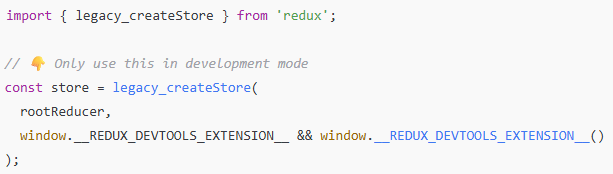 import { legacy_createStore } from 'redux';
// 👇 Only use this in development mode
const store = legacy_createStore(
  rootReducer,
  window.__REDUX_DEVTOOLS_EXTENSION__ && window.__REDUX_DEVTOOLS_EXTENSION__()
);